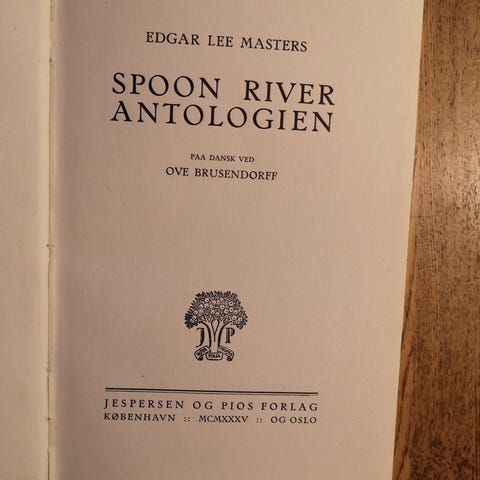 EDGAR LEE MASTERS
SPOON RIVER
ANTOLOGIEN
PAA DANSK VED
OVE BRUSENDORFF
J P
JESPERSEN OG PIOS FORLAG
KØBENHAVN :: MCMXXXV :: OG OSLO